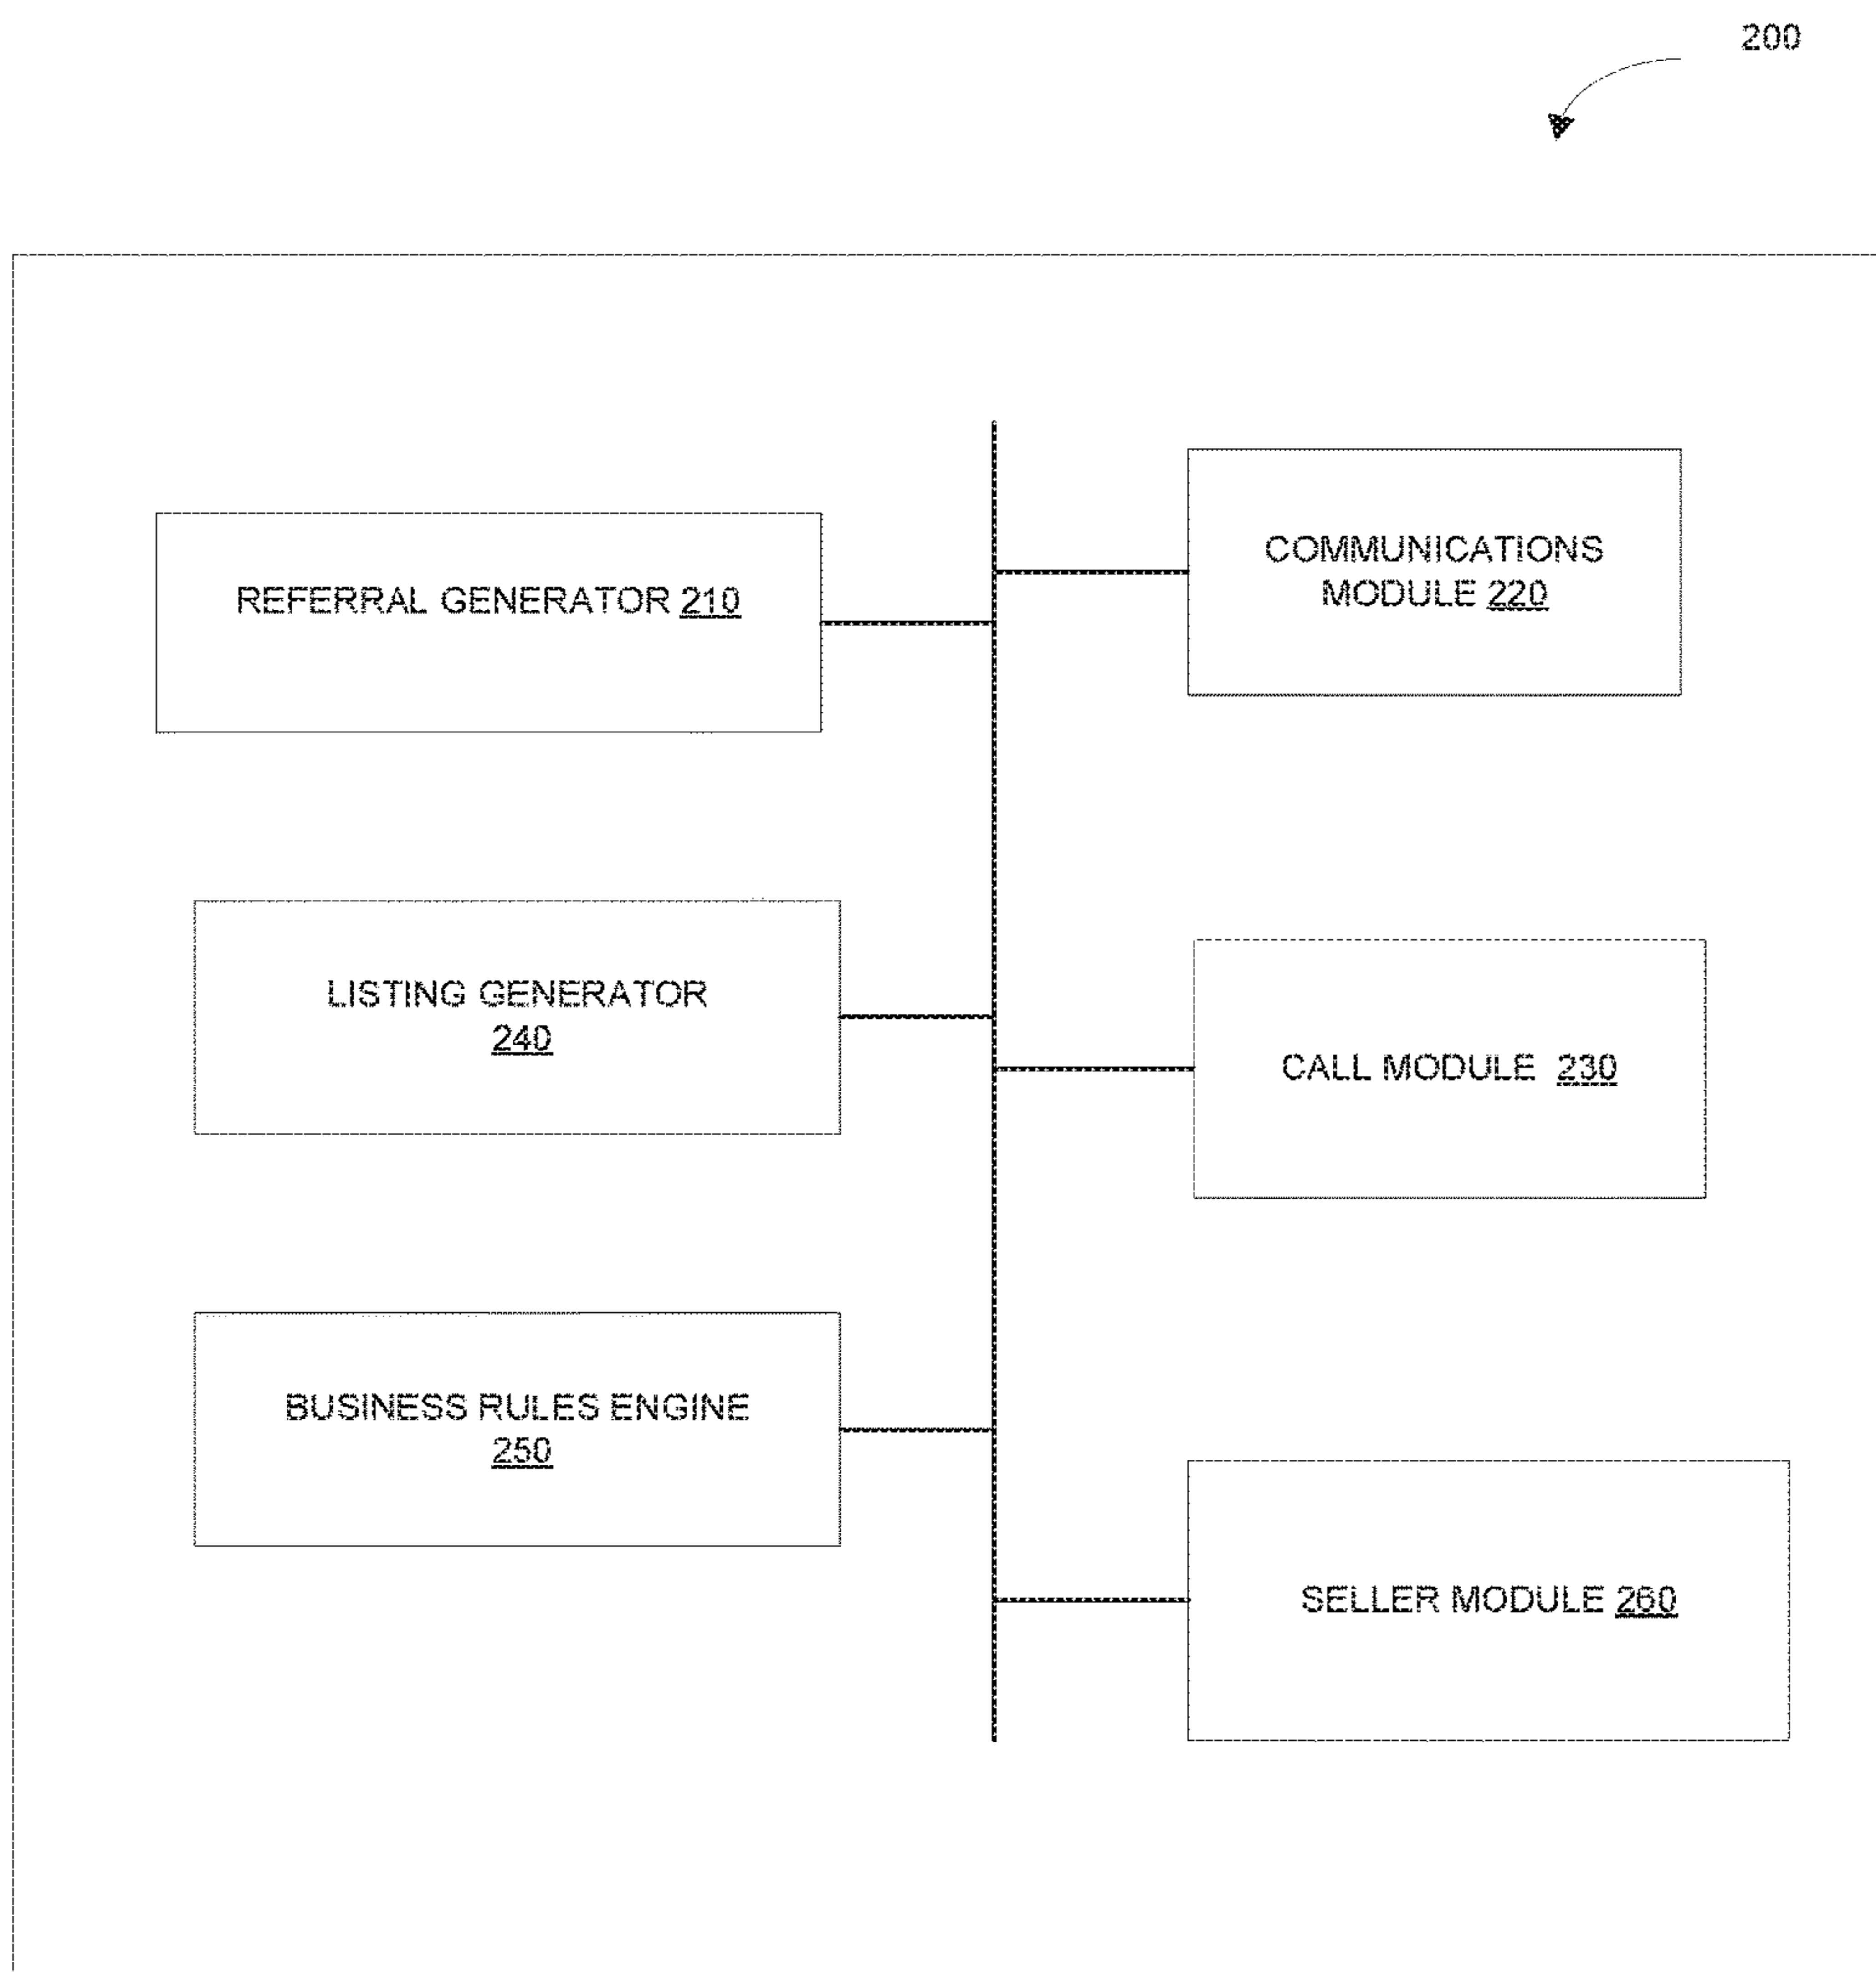 200
REFERRAL GENERATOR 210
COMMUNICATIONS
MODULE 220
LISTING GENERATOR
240
CALL MODULE 230
BUSINESS RULES ENGINE
250
SELLER MODULE 260